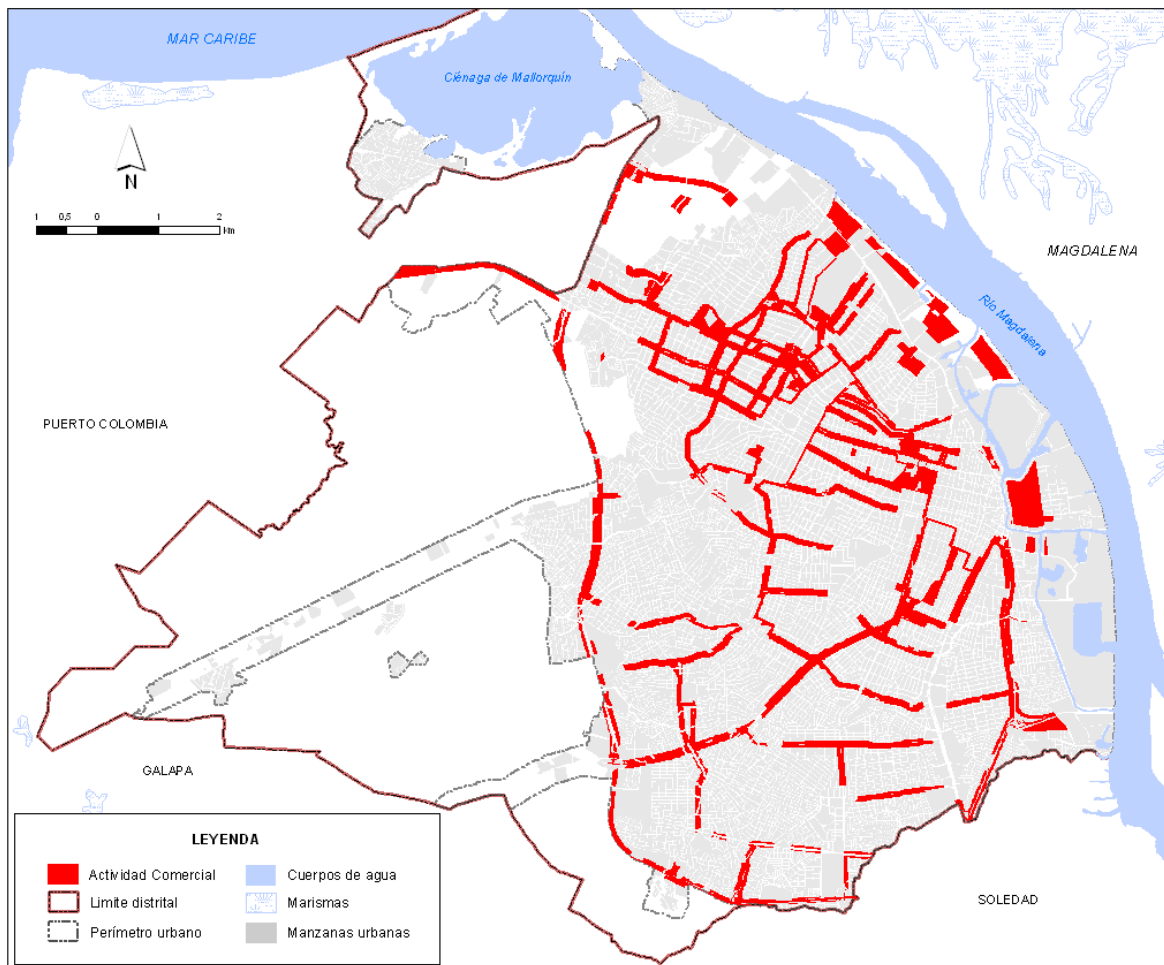 MAR CARIBE
Ciénaga de Mallorquín
N
1 0,5 0 1 2
Km
MAGDALENA
Río Magdalena
PUERTO COLOMBIA
GALAPA
SOLEDAD
LEYENDA
Actividad Comercial
Limite distrital
Perímetro urbano
Cuerpos de agua
Marismas
Manzanas urbanas